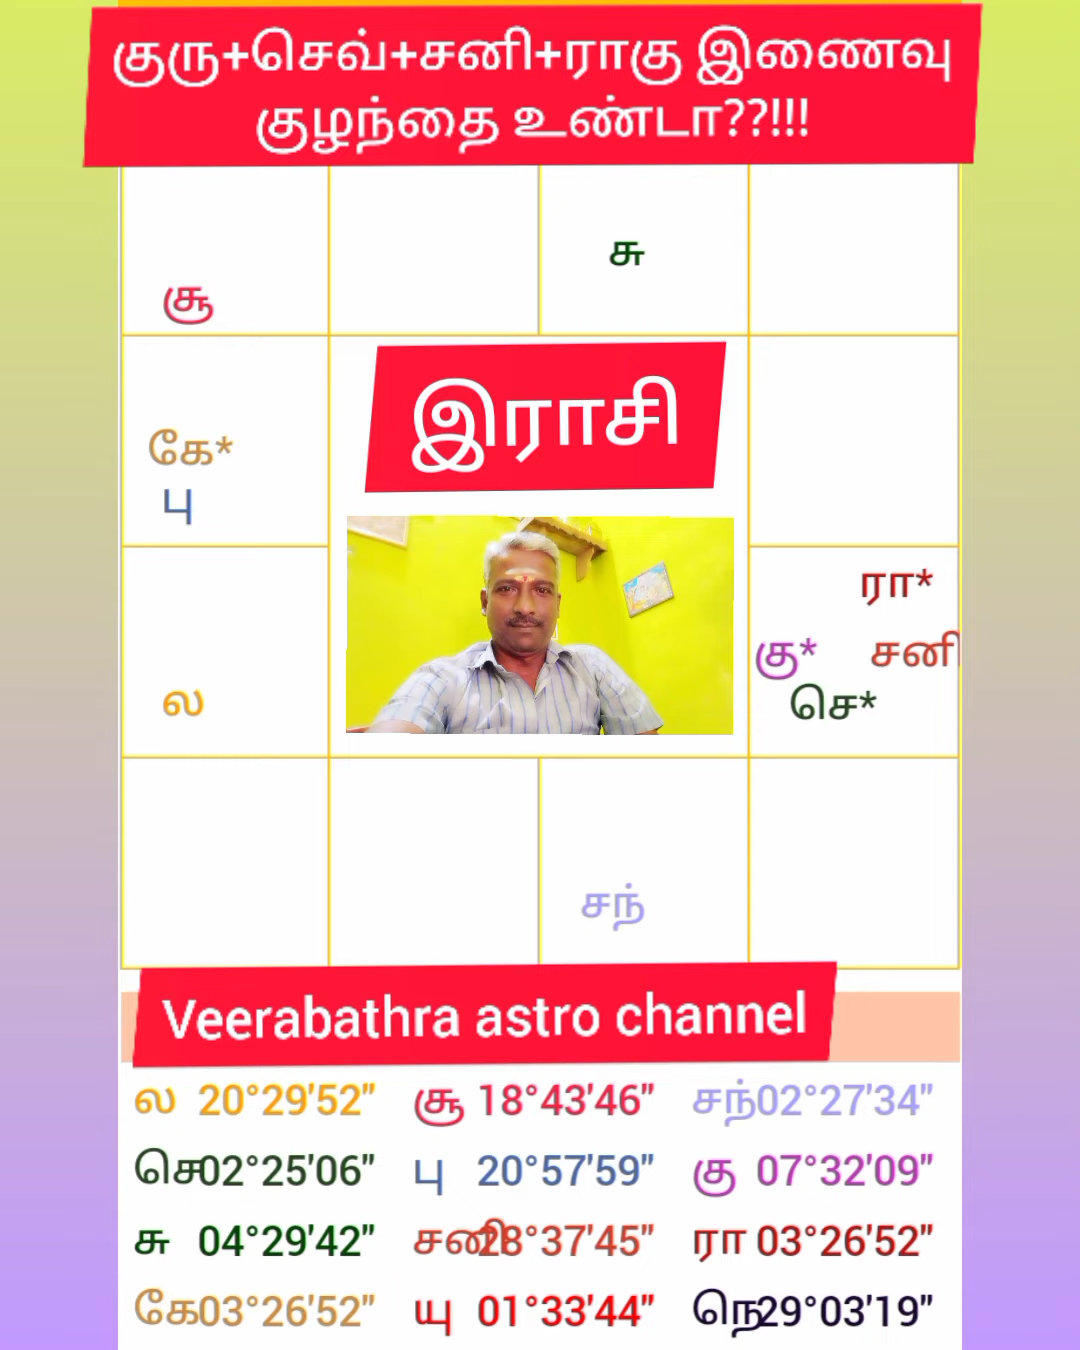 குரு+செவ்+சனி+ராகு இணைவு
குழந்தை உண்டா??!!!
சு
சூ
இராசி
கே*
பு
ரா*
கு* சனி
செ*
ல
சந்
Veerabathra astro channel
ல 20°29'52" சூ 18°43'46" சந் 02°27'34"
செ 02°25'06" பு 20°57'59" கு 07°32'09"
சு 04°29'42" சனி 28°37'45" ரா 03°26'52"
கே 03°26'52" யு 01°33'44" நெ 29°03'19"